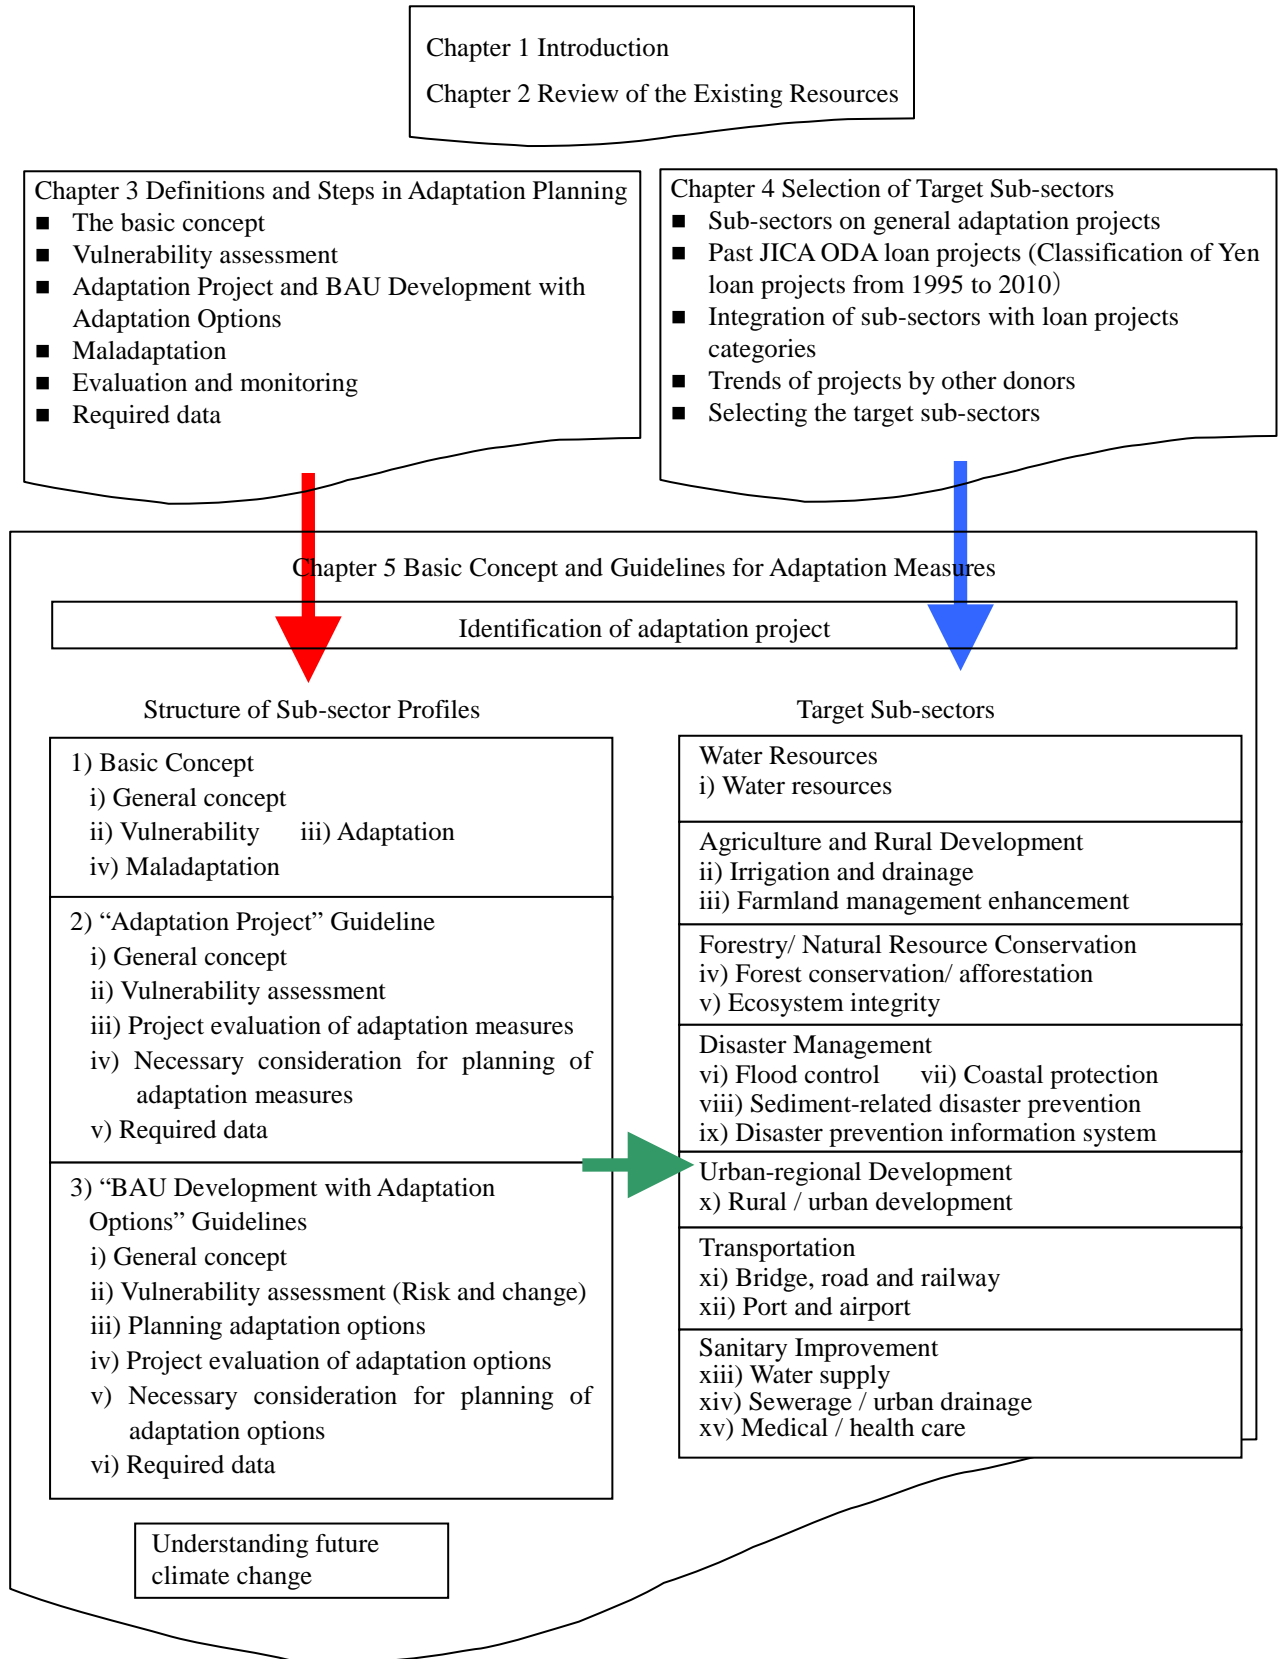 Chapter 1 Introduction
Chapter 2 Review of the Existing Resources
Chapter 3 Definitions and Steps in Adaptation Planning
■ The basic concept
■ Vulnerability assessment
■ Adaptation Project and BAU Development with
Adaptation Options
■ Maladaptation
■ Evaluation and monitoring
■ Required data
Chapter 4 Selection of Target Sub-sectors
■ Sub-sectors on general adaptation projects
■ Past JICA ODA loan projects (Classification of Yen
loan projects from 1995 to 2010）
■ Integration of sub-sectors with loan projects
categories
■ Trends of projects by other donors
■ Selecting the target sub-sectors
Chapter 5 Basic Concept and Guidelines for Adaptation Measures
Identification of adaptation project
Structure of Sub-sector Profiles
1) Basic Concept
i) General concept
ii) Vulnerability iii) Adaptation
iv) Maladaptation
2) “Adaptation Project” Guideline
i) General concept
ii) Vulnerability assessment
iii) Project evaluation of adaptation measures
iv) Necessary consideration for planning of
adaptation measures
v) Required data
3) “BAU Development with Adaptation
Options” Guidelines
i) General concept
ii) Vulnerability assessment (Risk and change)
iii) Planning adaptation options
iv) Project evaluation of adaptation options
v) Necessary consideration for planning of
adaptation options
vi) Required data
Understanding future
climate change
Target Sub-sectors
Water Resources
i) Water resources
Agriculture and Rural Development
ii) Irrigation and drainage
iii) Farmland management enhancement
Forestry/ Natural Resource Conservation
iv) Forest conservation/ afforestation
v) Ecosystem integrity
Disaster Management
vi) Flood control vii) Coastal protection
viii) Sediment-related disaster prevention
ix) Disaster prevention information system
Urban-regional Development
x) Rural / urban development
Transportation
xi) Bridge, road and railway
xii) Port and airport
Sanitary Improvement
xiii) Water supply
xiv) Sewerage / urban drainage
xv) Medical / health care